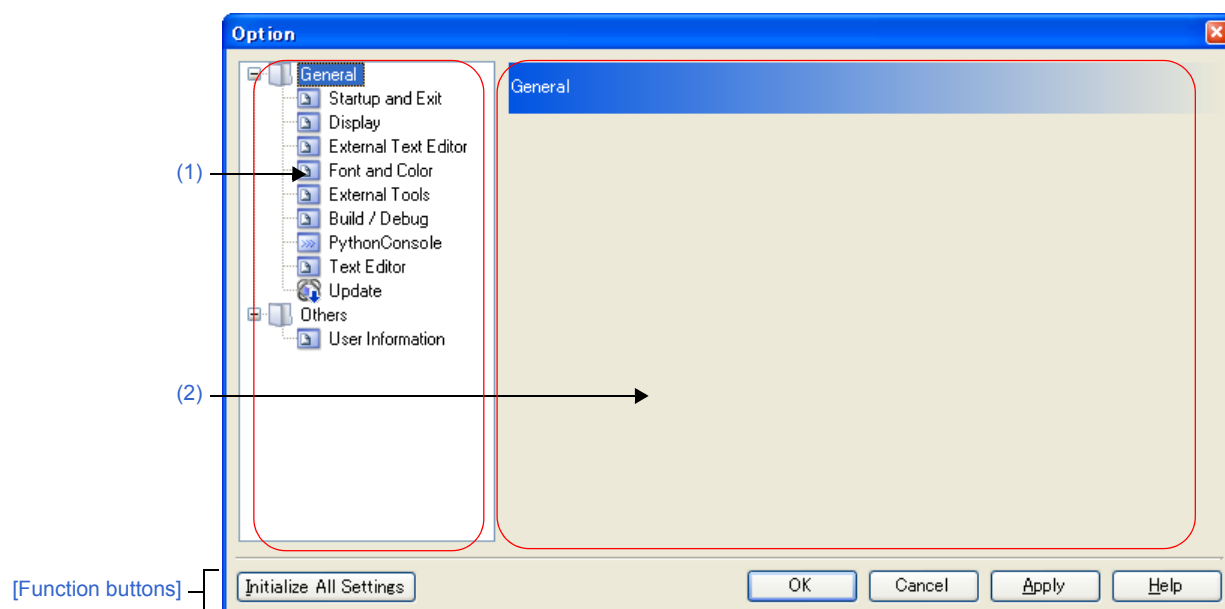 Option
General
Startup and Exit
Display
External Text Editor
Font and Color
External Tools
Build / Debug
PythonConsole
Text Editor
Update
Others
User Information
General
(1)
(2)
[Function buttons]
Initialize All Settings
OK
Cancel
Apply
Help